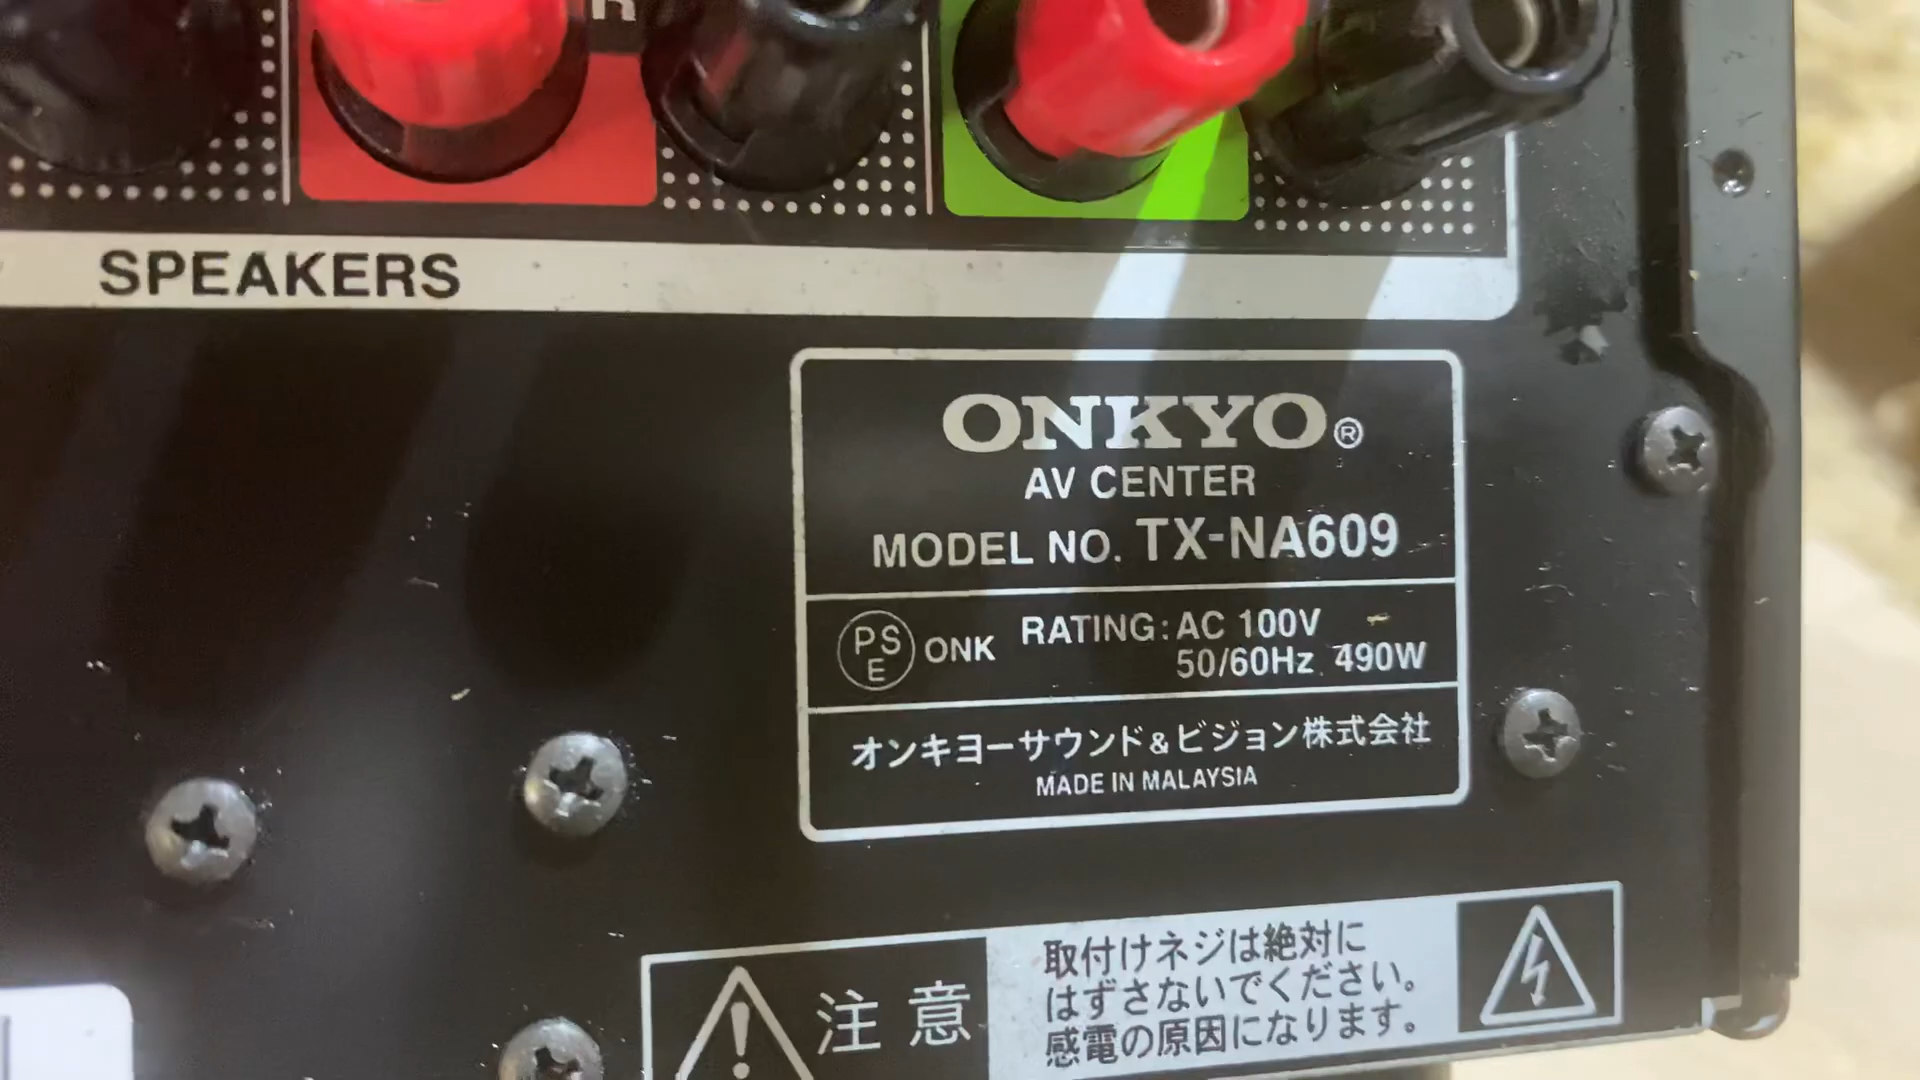 R
SPEAKERS
ONKYO®
AV CENTER
MODEL NO. TX-NA609
PS E ONK RATING: AC 100V
50/60Hz 490W
オンキヨーサウンド&ビジョン株式会社
MADE IN MALAYSIA
注意
取付けネジは絶対に
はずさないでください。
感電の原因になります。